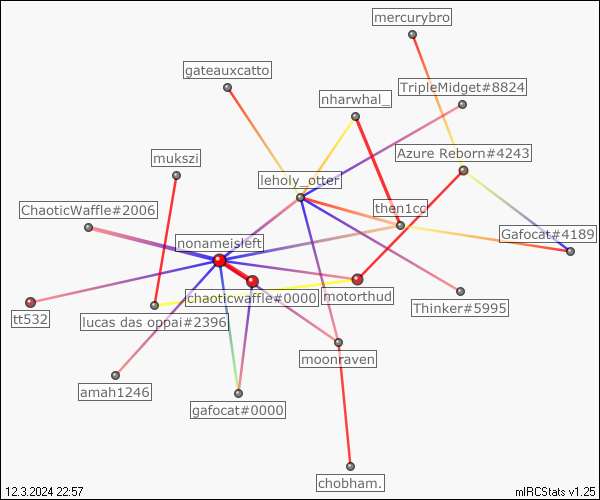 mercurybro
gateauxcatto
TripleMidget#8824
nharwhal_
mukszi
Azure Reborn#4243
leholy_otter
ChaoticWaffle#2006
then1cc
nonameisleft
Gafocat#4189
chaoticwaffle#0000
motorthud
Thinker#5995
tt532
lucas das oppai#2396
moonraven
amah1246
gafocat#0000
chobham.
12.3.2024 22:57
mIRCStats v1.25